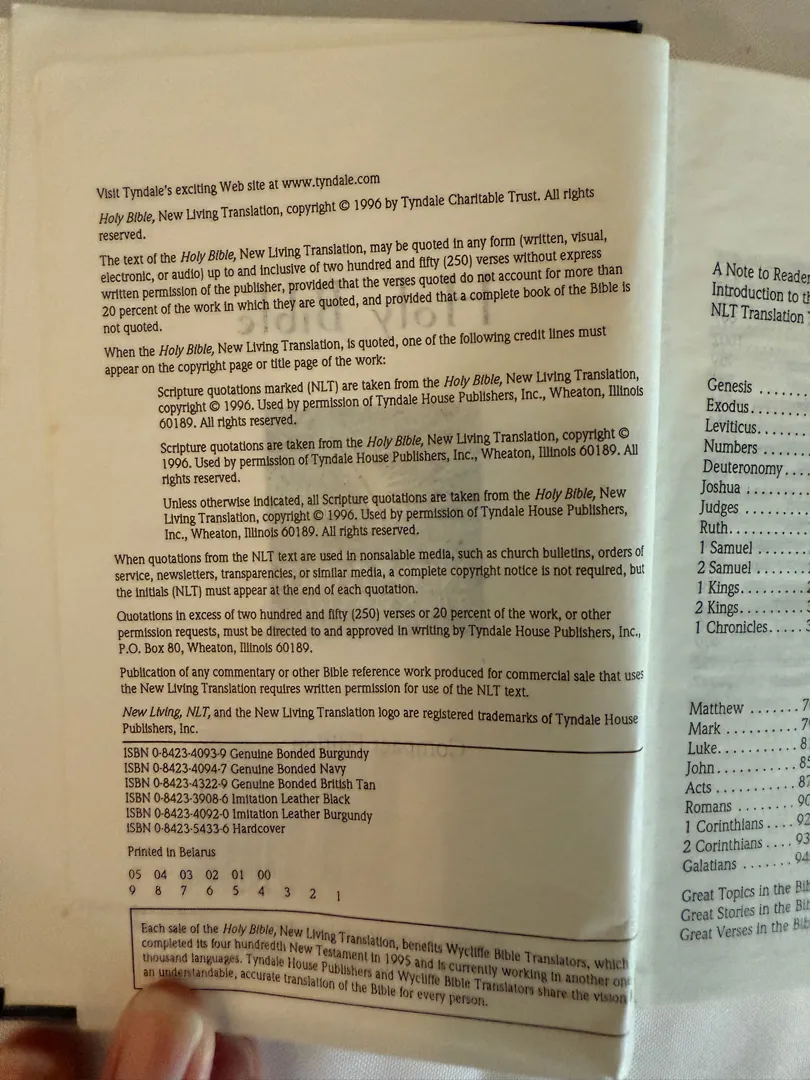 Visit Tyndale's exciting Web site at www.tyndale.com
Holy Bible, New Living Translation, copyright © 1996 by Tyndale Charitable Trust. All rights
reserved.
The text of the Holy Bible, New Living Translation, may be quoted in any form (written, visual,
electronic, or audio) up to and inclusive of two hundred and fifty (250) verses without express
written permission of the publisher, provided that the verses quoted do not account for more than
20 percent of the work in which they are quoted, and provided that a complete book of the Bible is
not quoted.
When the Holy Bible, New Living Translation, is quoted, one of the following credit lines must
appear on the copyright page or title page of the work:
Scripture quotations marked (NLT) are taken from the Holy Bible, New Living Translation,
copyright © 1996. Used by permission of Tyndale House Publishers, Inc., Wheaton, Illinois
60189. All rights reserved.
Scripture quotations are taken from the Holy Bible, New Living Translation, copyright ©
1996. Used by permission of Tyndale House Publishers, Inc., Wheaton, Illinois 60189. All
rights reserved.
Unless otherwise indicated, all Scripture quotations are taken from the Holy Bible, New
Living Translation, copyright © 1996. Used by permission of Tyndale House Publishers,
Inc., Wheaton, Illinois 60189. All rights reserved.
When quotations from the NLT text are used in nonsalable media, such as church bulletins, orders of
service, newsletters, transparencies, or similar media, a complete copyright notice is not required, but
the initials (NLT) must appear at the end of each quotation.
Quotations in excess of two hundred and fifty (250) verses or 20 percent of the work, or other
permission requests, must be directed to and approved in writing by Tyndale House Publishers, Inc.,
P.O. Box 80, Wheaton, Illinois 60189.
Publication of any commentary or other Bible reference work produced for commercial sale that uses
the New Living Translation requires written permission for use of the NLT text.
New Living, NLT, and the New Living Translation logo are registered trademarks of Tyndale House
Publishers, Inc.
ISBN 0-8423-4093-9 Genuine Bonded Burgundy
ISBN 0-8423-4094-7 Genuine Bonded Navy
ISBN 0-8423-4322-9 Genuine Bonded British Tan
ISBN 0-8423-3908-6 Imitation Leather Black
ISBN 0-8423-4092-0 Imitation Leather Burgundy
ISBN 0-8423-5433-6 Hardcover
Printed in Belarus
05 04 03 02 01 00
9 8 7 6 5 4 3 2 1
Each sale of the Holy Bible, New Living Translation, benefits Wycliffe Bible Translators, which
completed its four hundredth New Testament in 1995 and is currently working in another one
thousand languages. Tyndale House Publishers and Wycliffe Bible Translators share the vision
an understandable, accurate translation of the Bible for every person.
A Note to Reader
Introduction to
NLT Translation
Genesis .......
Exodus.......
Leviticus.......
Numbers .......
Deuteronomy....
Joshua ........
Judges ........
Ruth.........
1 Samuel ......
2 Samuel ......
1 Kings.......
2 Kings.......
1 Chronicles.....
Matthew .......
Mark .........
Luke.........
John.........
Acts .........
Romans ........
1 Corinthians ....
2 Corinthians ....
Galatians .......
Great Topics in the
Great Stories in the
Great Verses in the